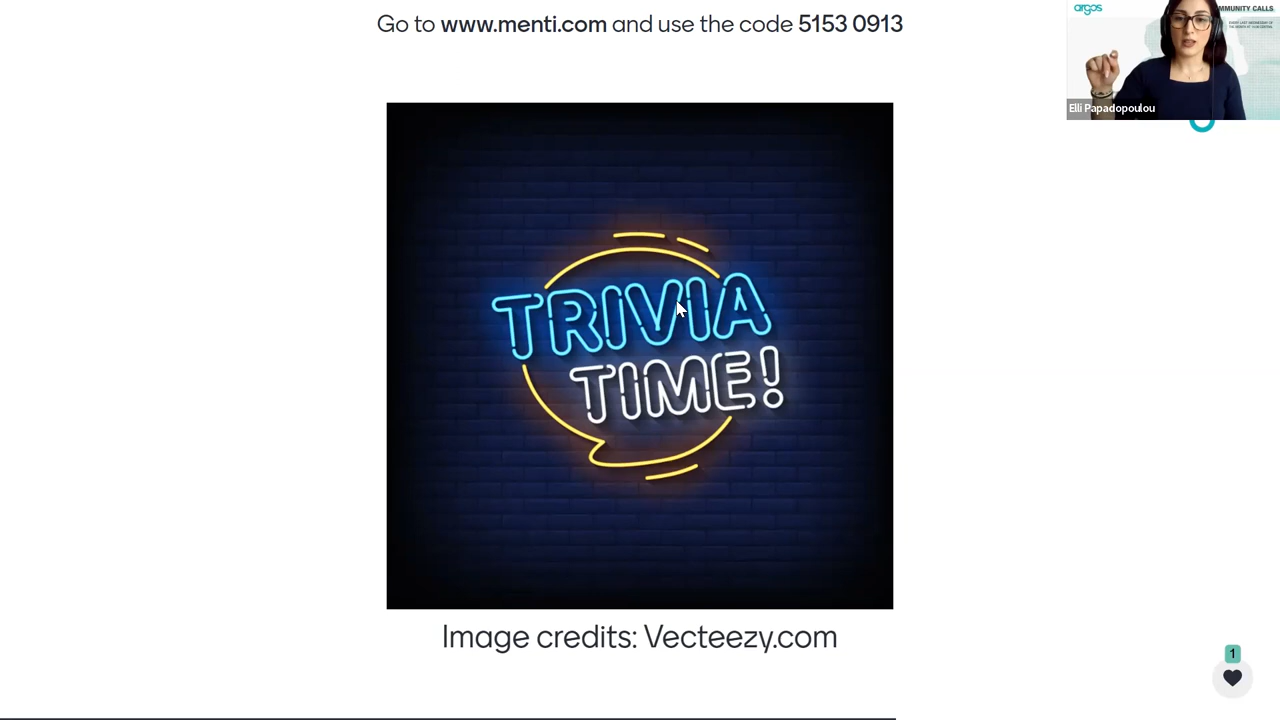 Go to www.menti.com and use the code 5153 0913
argos
MMUNITY CALLS
Elli Papadopoulou
TRIVIA
TIME!
Image credits: Vecteezy.com
1